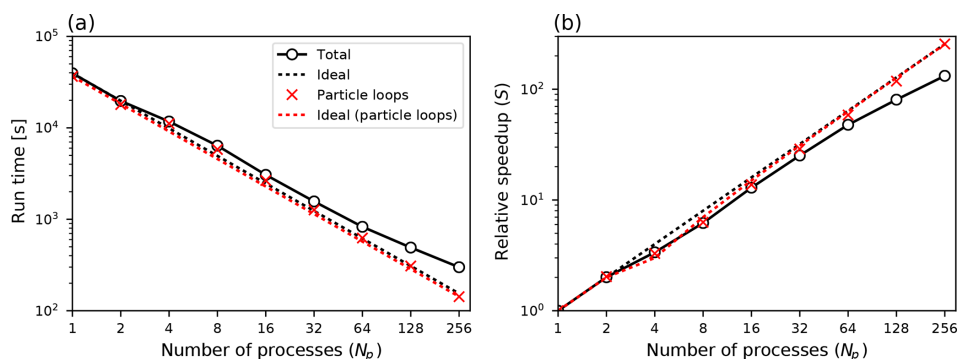 (a)
Run time [s]
10^5
10^4
10^3
10^2
Total
Ideal
Particle loops
Ideal (particle loops)
1 2 4 8 16 32 64 128 256
Number of processes (N_p)
(b)
Relative speedup (S)
10^2
10^1
10^0
1 2 4 8 16 32 64 128 256
Number of processes (N_p)